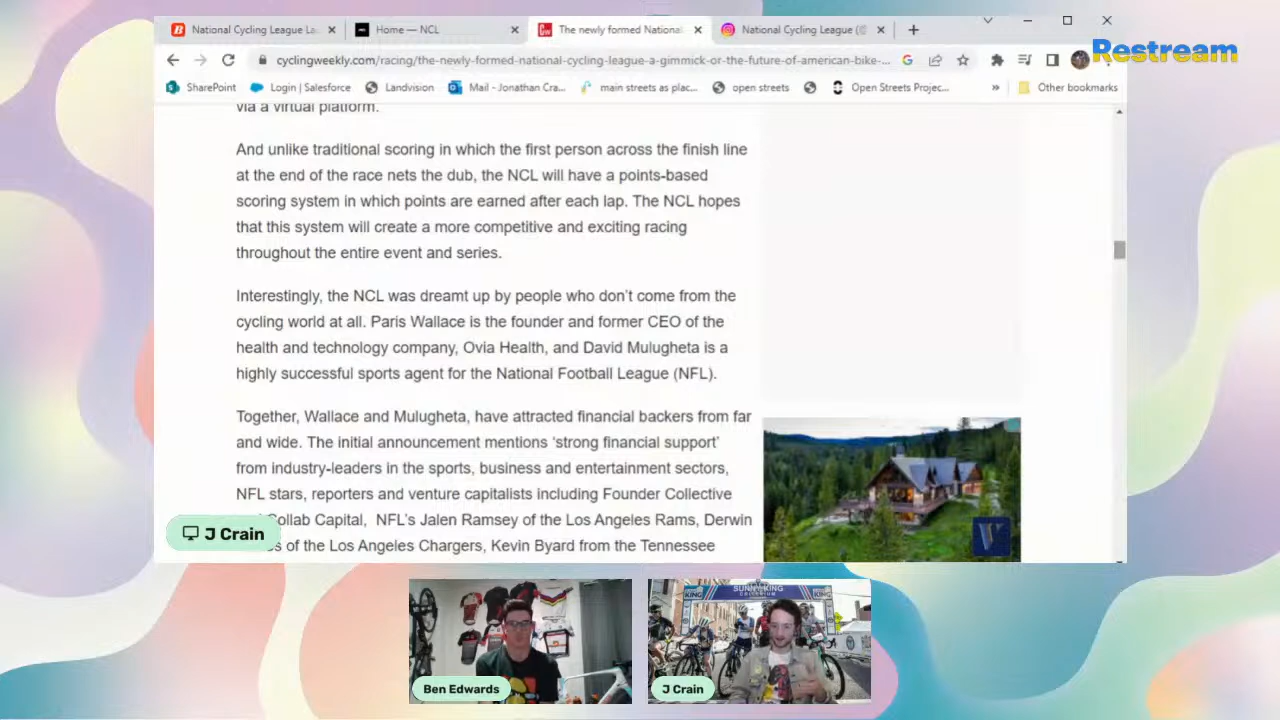 National Cycling League La...
Home — NCL
The newly formed National
National Cycling League (@
Restream
cyclingweekly.com/racing/the-newly-formed-national-cycling-league-a-gimmick-or-the-future-of-american-bike-...
SharePoint
Login | Salesforce
Landvision
Mail - Jonathan Cra...
main streets as plac...
open streets
Open Streets Projec...
»
Other bookmarks
via a virtual platform.
And unlike traditional scoring in which the first person across the finish line
at the end of the race nets the dub, the NCL will have a points-based
scoring system in which points are earned after each lap. The NCL hopes
that this system will create a more competitive and exciting racing
throughout the entire event and series.
Interestingly, the NCL was dreamt up by people who don't come from the
cycling world at all. Paris Wallace is the founder and former CEO of the
health and technology company, Ovia Health, and David Mulugheta is a
highly successful sports agent for the National Football League (NFL).
Together, Wallace and Mulugheta, have attracted financial backers from far
and wide. The initial announcement mentions ‘strong financial support’
from industry-leaders in the sports, business and entertainment sectors,
NFL stars, reporters and venture capitalists including Founder Collective
ollab Capital, NFL's Jalen Ramsey of the Los Angeles Rams, Derwin
s of the Los Angeles Chargers, Kevin Byard from the Tennessee
J Crain
V
SUNNY KING
CRITERIUM
KING
KING
Ben Edwards
J Crain